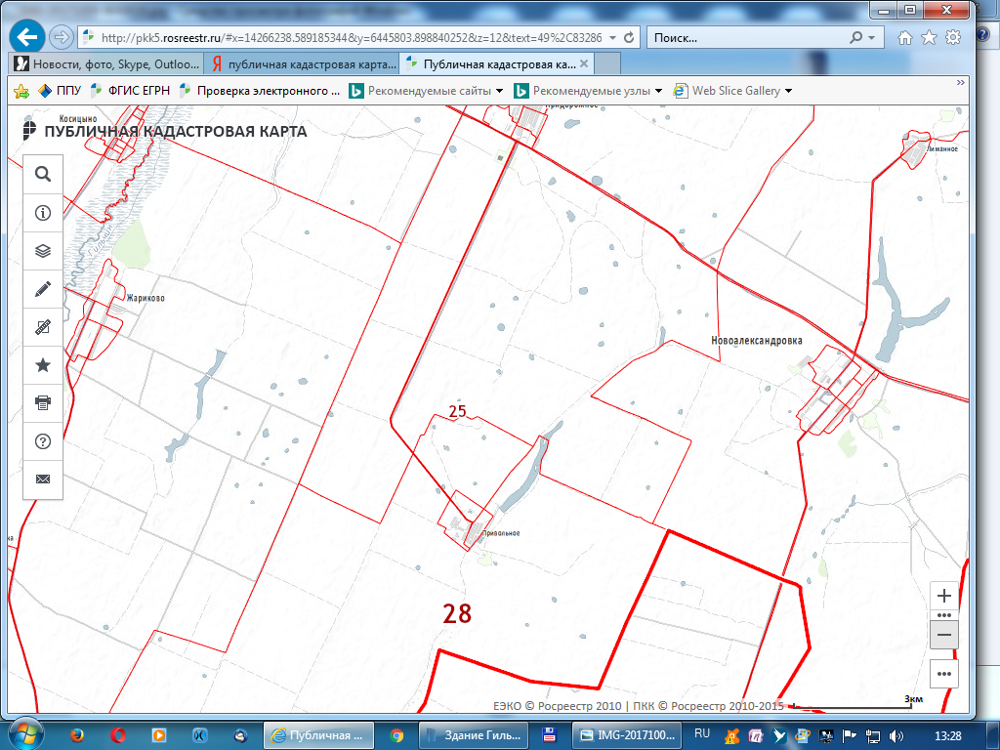 http://pkk5.rosreestr.ru/#x=14266238.589185344&y=6445803.898840252&z=12&text=49%2C83286
Поиск...
Новости, фото, Skype, Outloo...
Я публичная кадастровая карта...
Публичная кадастровая ка...
ППУ
ФГИС ЕГРН
Проверка электронного ...
Рекомендуемые сайты
Рекомендуемые узлы
Web Slice Gallery
Косицыно
Придорожное
ПУБЛИЧНАЯ КАДАСТРОВАЯ КАРТА
Лиманное
Гильчин
Жариково
Новоалександровка
25
Привольное
28
3км
ЕЭКО © Росреестр 2010 | ПКК © Росреестр 2010-2015
Публичная ...
Здание Гиль...
IMG-2017100...
RU
13:28